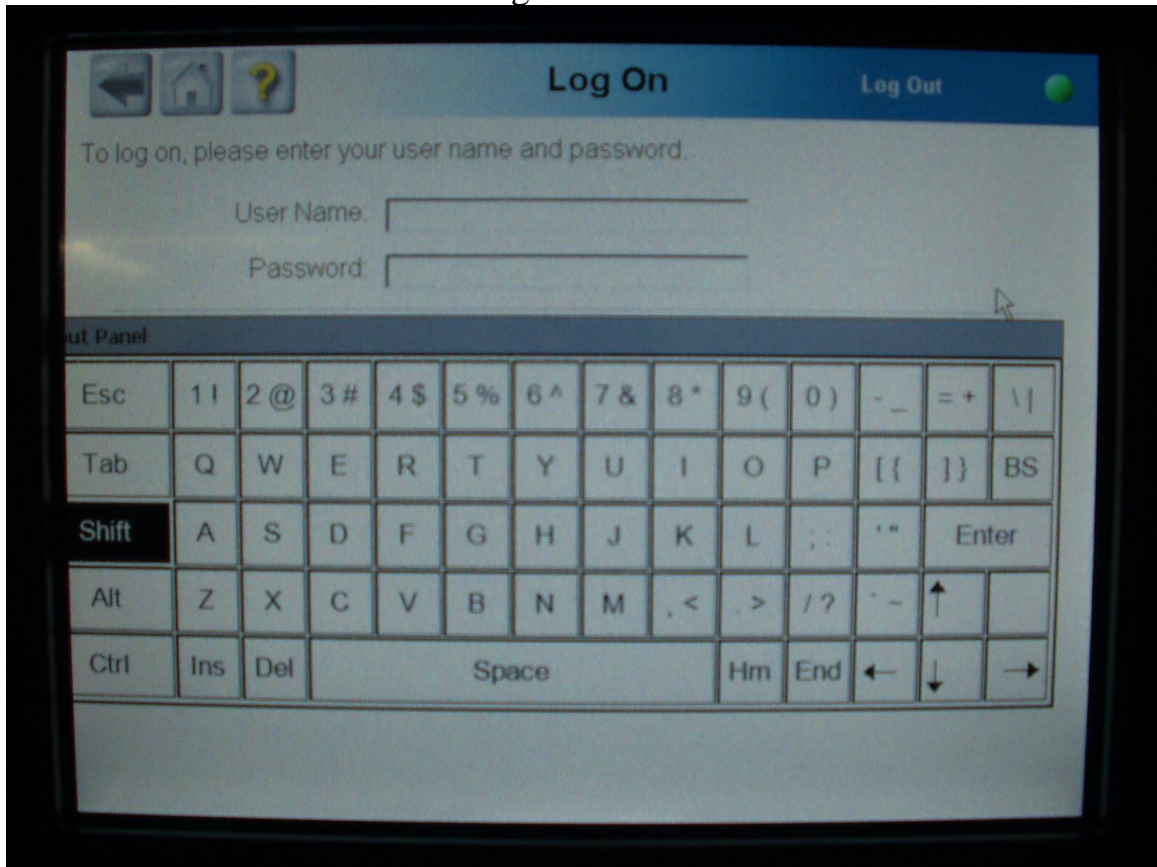 Log On
Log Out
To log on, please enter your user name and password.
User Name:
Password:
ut Panel
Esc 1 ! 2 @ 3 # 4 $ 5 % 6 ^ 7 & 8 * 9 ( 0 ) - _ = + \ |
Tab Q W E R T Y U I O P [ { ] } BS
Shift A S D F G H J K L ; : ' " Enter
Alt Z X C V B N M , < . > / ? ` ~ ↑
Ctrl Ins Del Space Hm End ← ↓ →